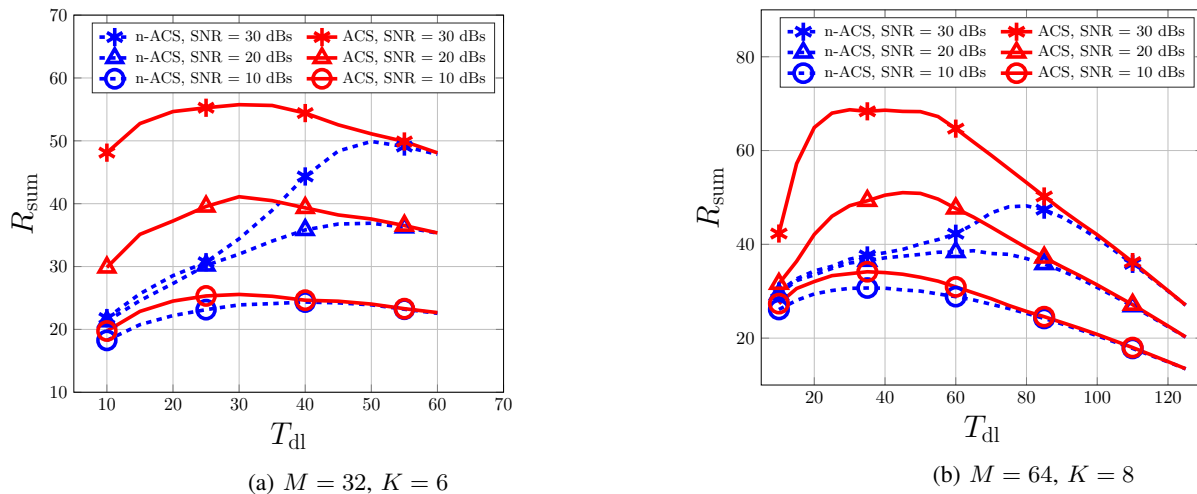 n-ACS, SNR = 30 dBs ACS, SNR = 30 dBs
n-ACS, SNR = 20 dBs ACS, SNR = 20 dBs
n-ACS, SNR = 10 dBs ACS, SNR = 10 dBs
70
60
50
40
30
20
10
R_sum
10 20 30 40 50 60 70
T_dl
(a) M = 32, K = 6
n-ACS, SNR = 30 dBs ACS, SNR = 30 dBs
n-ACS, SNR = 20 dBs ACS, SNR = 20 dBs
n-ACS, SNR = 10 dBs ACS, SNR = 10 dBs
80
60
40
20
R_sum
20 40 60 80 100 120
T_dl
(b) M = 64, K = 8